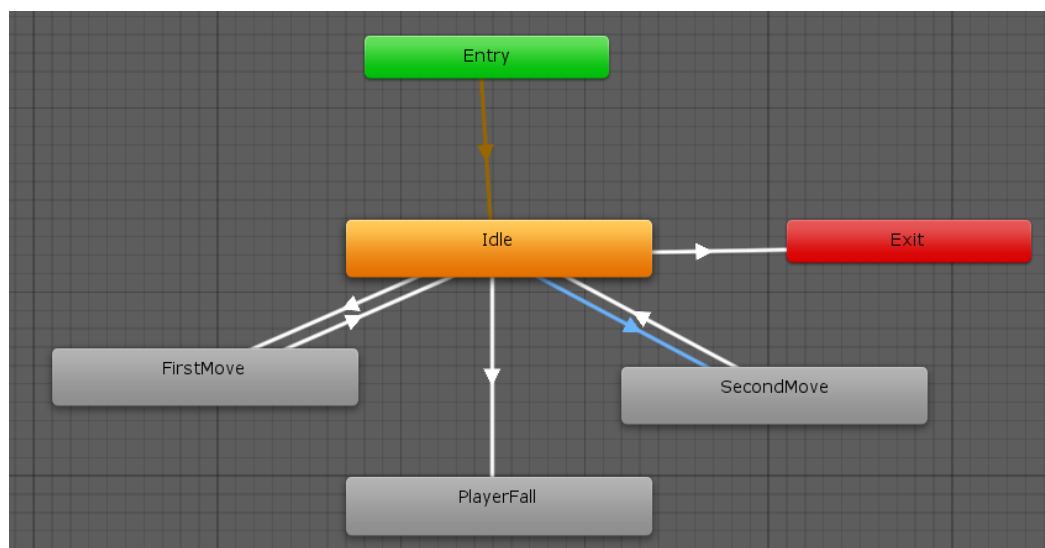 Entry
Idle
Exit
FirstMove
SecondMove
PlayerFall